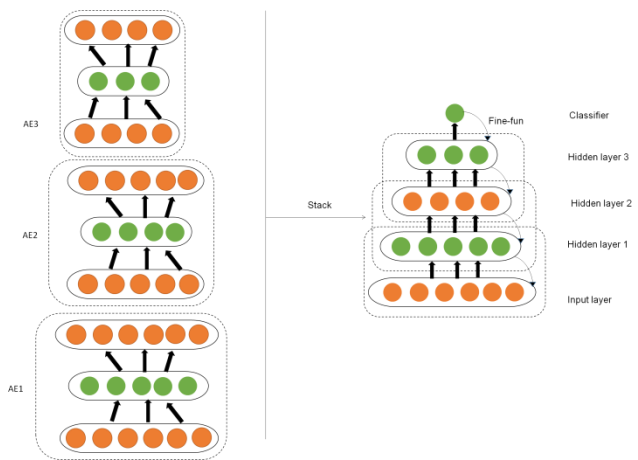 AE3
AE2
AE1
Stack
Fine-fun
Classifier
Hidden layer 3
Hidden layer 2
Hidden layer 1
Input layer